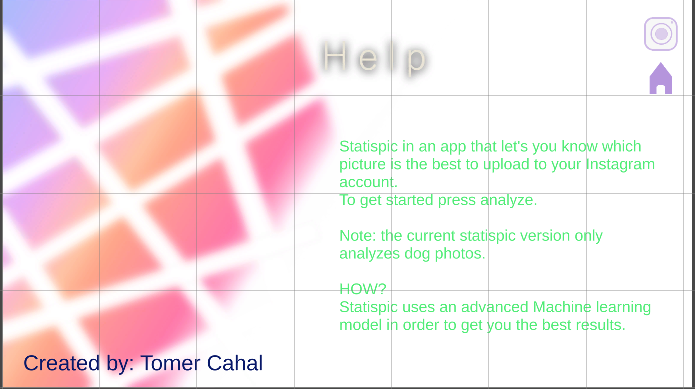 Help
Statispic in an app that let's you know which
picture is the best to upload to your Instagram
account.
To get started press analyze.
Note: the current statispic version only
analyzes dog photos.
HOW?
Statispic uses an advanced Machine learning
model in order to get you the best results.
Created by: Tomer Cahal